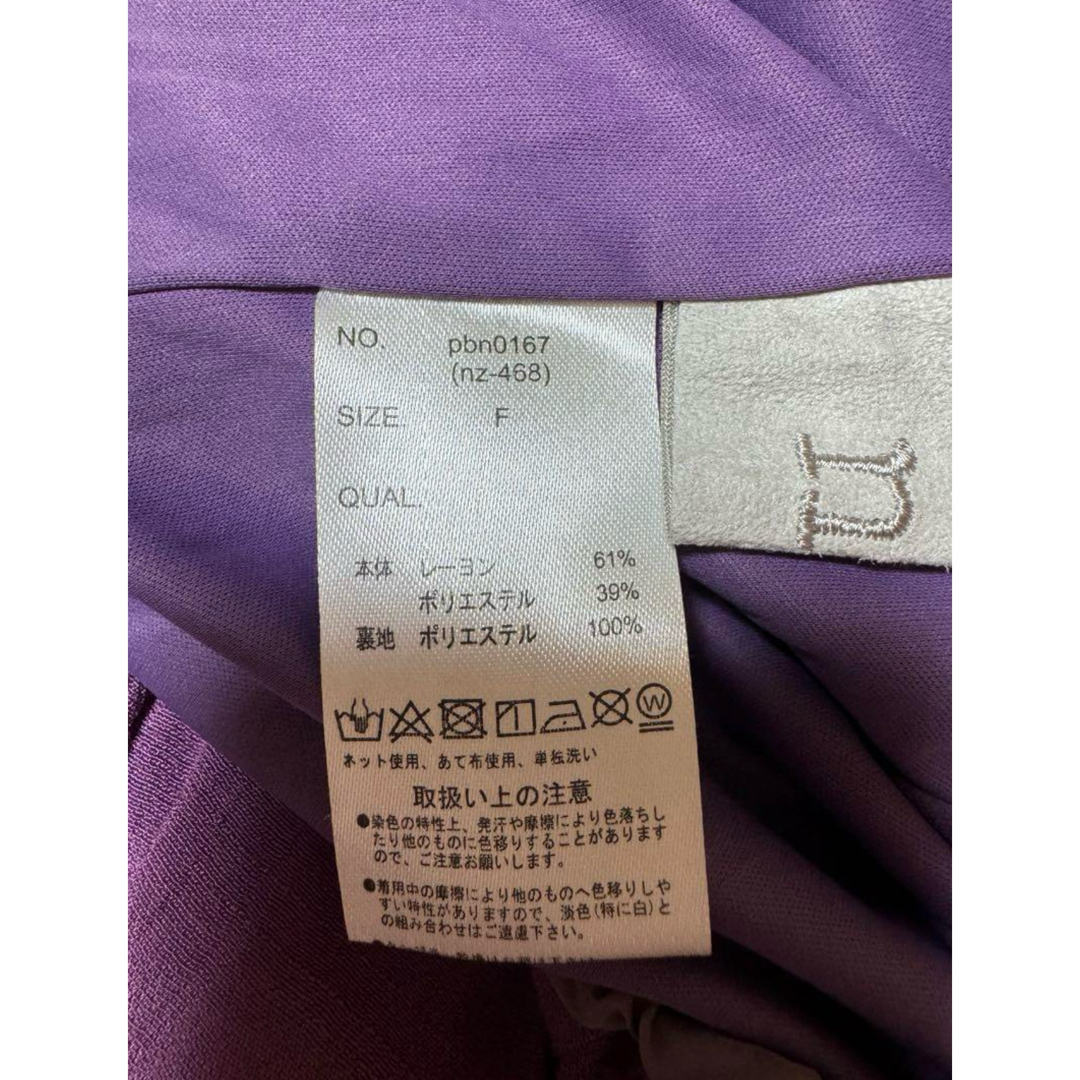 NO. pbn0167
(nz-468)
SIZE F
QUAL.
本体 レーヨン 61%
ポリエステル 39%
裏地 ポリエステル 100%
W
ネット使用、あて布使用、単独洗い
取扱い上の注意
●染色の特性上、発汗や摩擦により色落ちし
たり他のものに色移りすることがあります
ので、ご注意お願いします。
●着用中の摩擦により他のものへ色移りしや
すい特性がありますので、淡色(特に白)と
の組み合わせはご遠慮下さい。